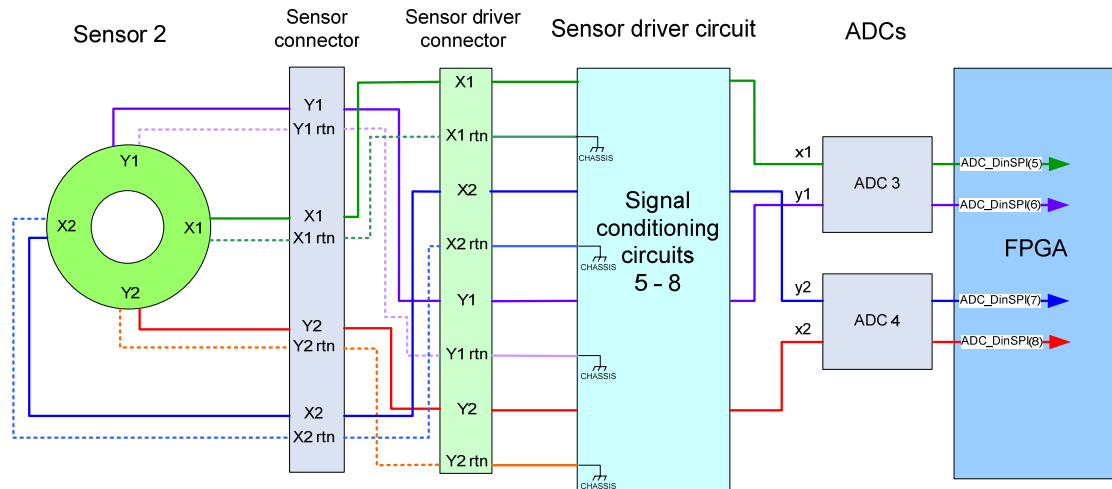 Sensor 2
Sensor
connector
Sensor driver
connector
Sensor driver circuit
ADCs
Y1
X2
X1
Y2
Y1
Y1 rtn
X1
X1 rtn
Y2
Y2 rtn
X2
X2 rtn
X1
X1 rtn
X2
X2 rtn
Y1
Y1 rtn
Y2
Y2 rtn
CHASSIS
CHASSIS
CHASSIS
CHASSIS
Signal
conditioning
circuits
5 – 8
x1
y1
y2
x2
ADC 3
ADC 4
ADC_DinSPI(5)
ADC_DinSPI(6)
FPGA
ADC_DinSPI(7)
ADC_DinSPI(8)